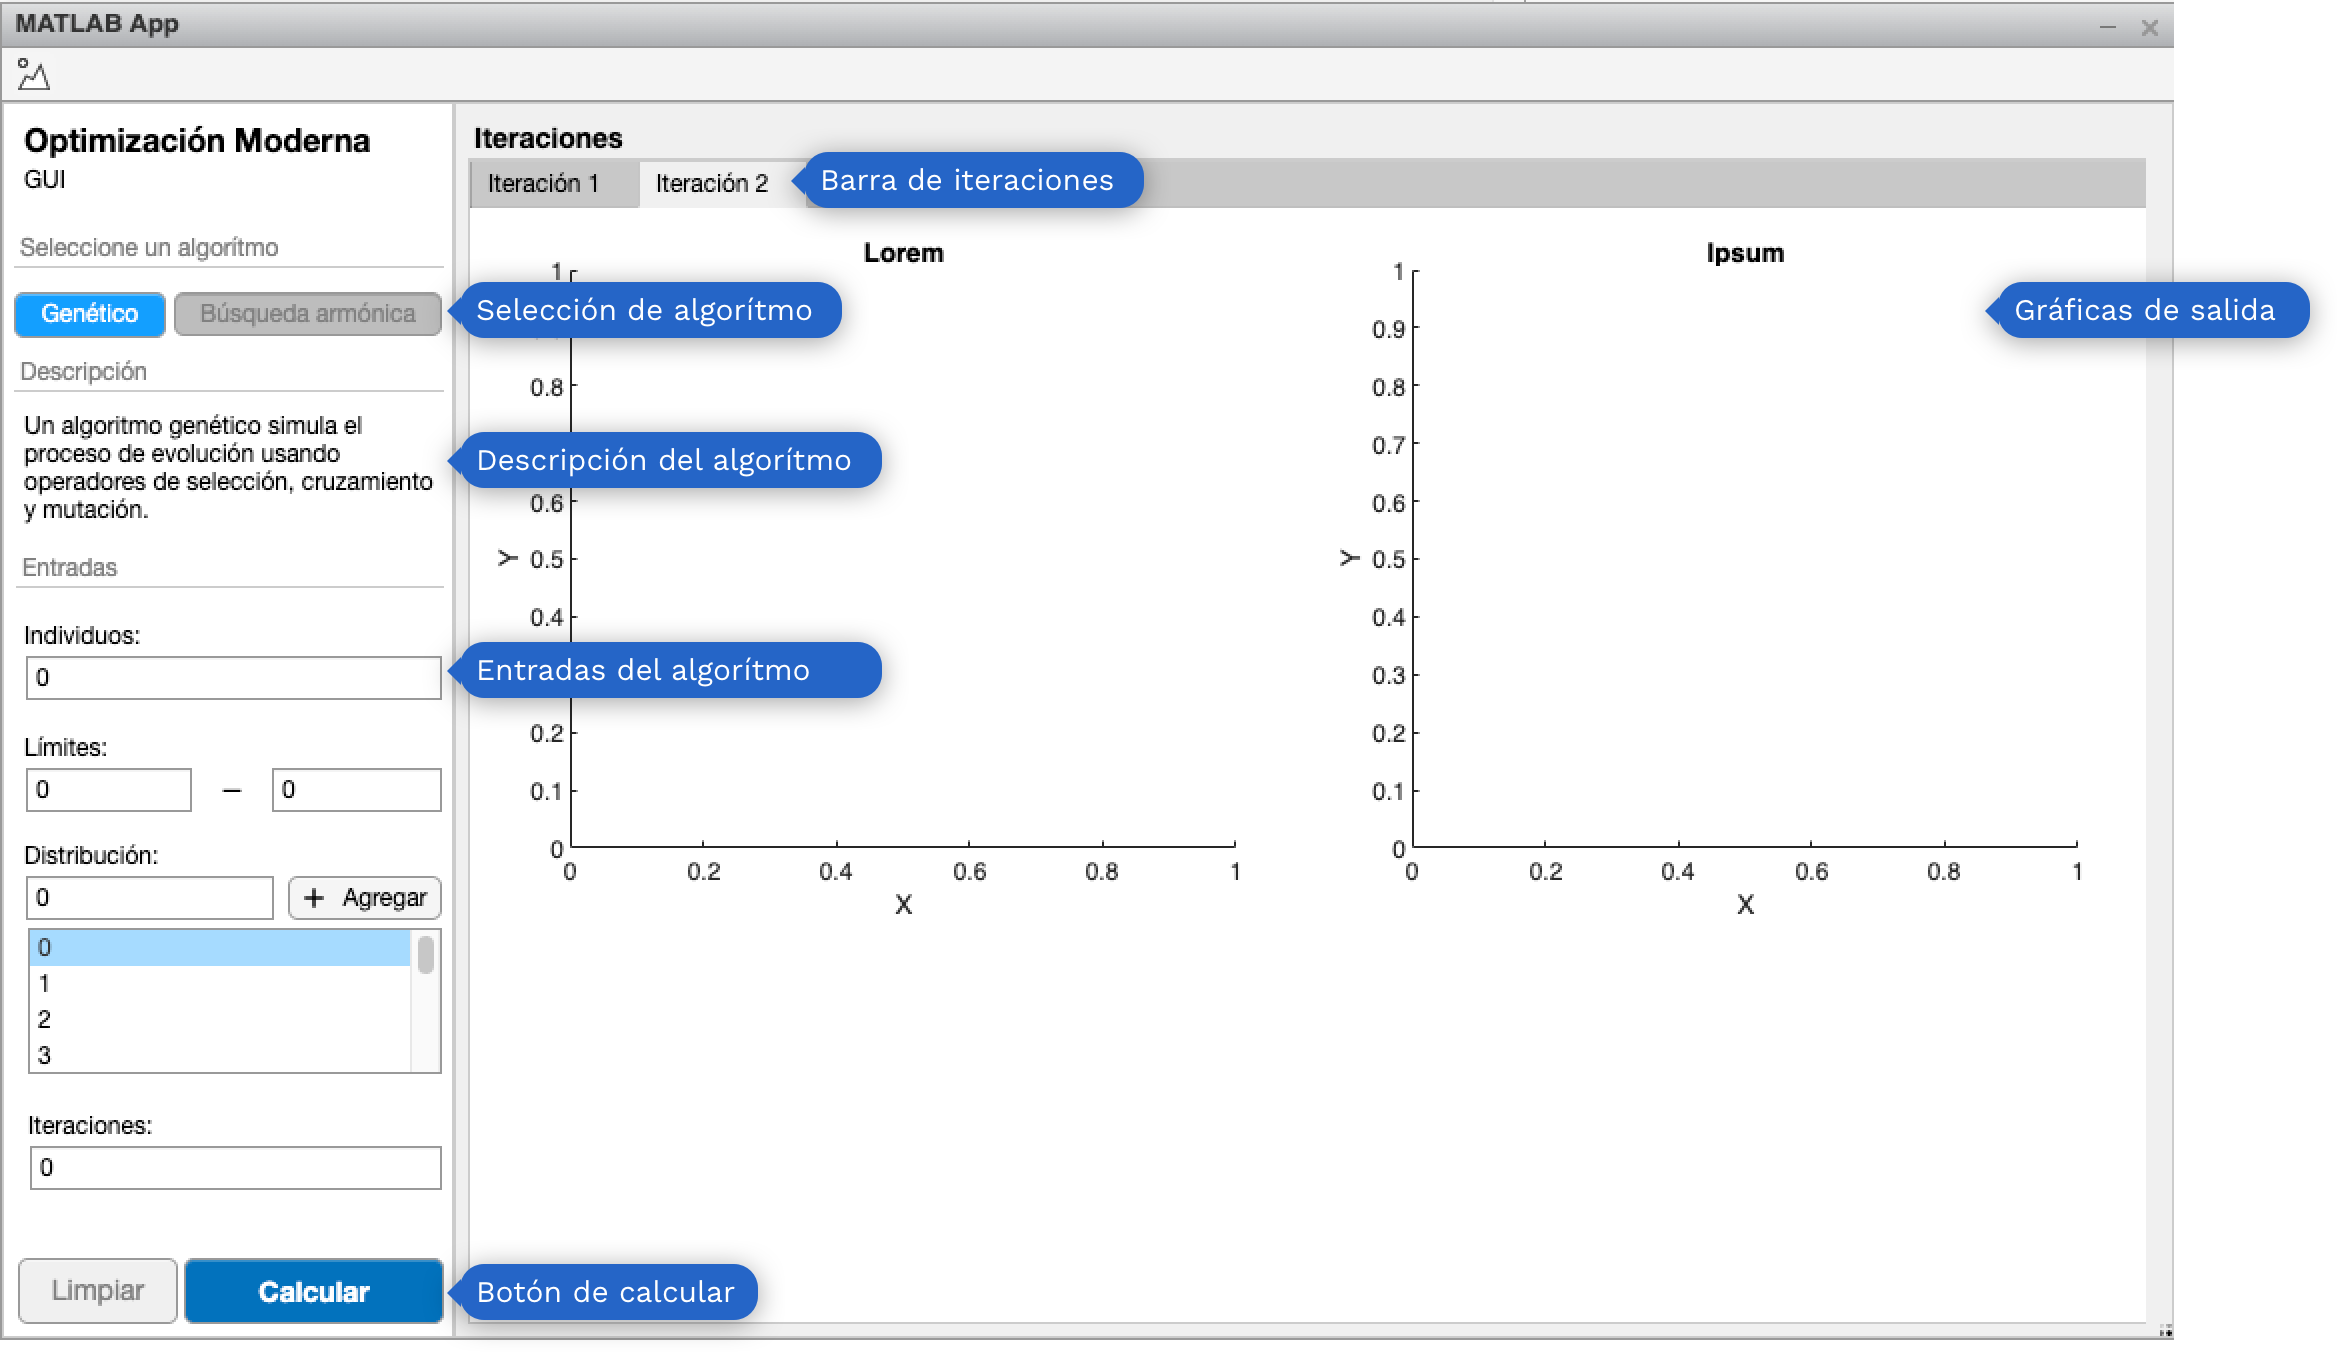 MATLAB App
Optimización Moderna
GUI
Seleccione un algorítmo
Genético
Búsqueda armónica
Selección de algorítmo
Descripción
Un algoritmo genético simula el
proceso de evolución usando
operadores de selección, cruzamiento
y mutación.
Descripción del algorítmo
Entradas
Individuos:
0
Entradas del algorítmo
Límites:
0 – 0
Distribución:
0
+ Agregar
0
1
2
3
Iteraciones:
0
Limpiar
Calcular
Botón de calcular
Iteraciones
Iteración 1
Iteración 2
Barra de iteraciones
Lorem
1
0.8
0.6
Y
0.5
0.4
0.2
0.1
0
0 0.2 0.4 0.6 0.8 1
X
Ipsum
Gráficas de salida
1
0.9
0.8
0.7
0.6
Y
0.5
0.4
0.3
0.2
0.1
0
0 0.2 0.4 0.6 0.8 1
X